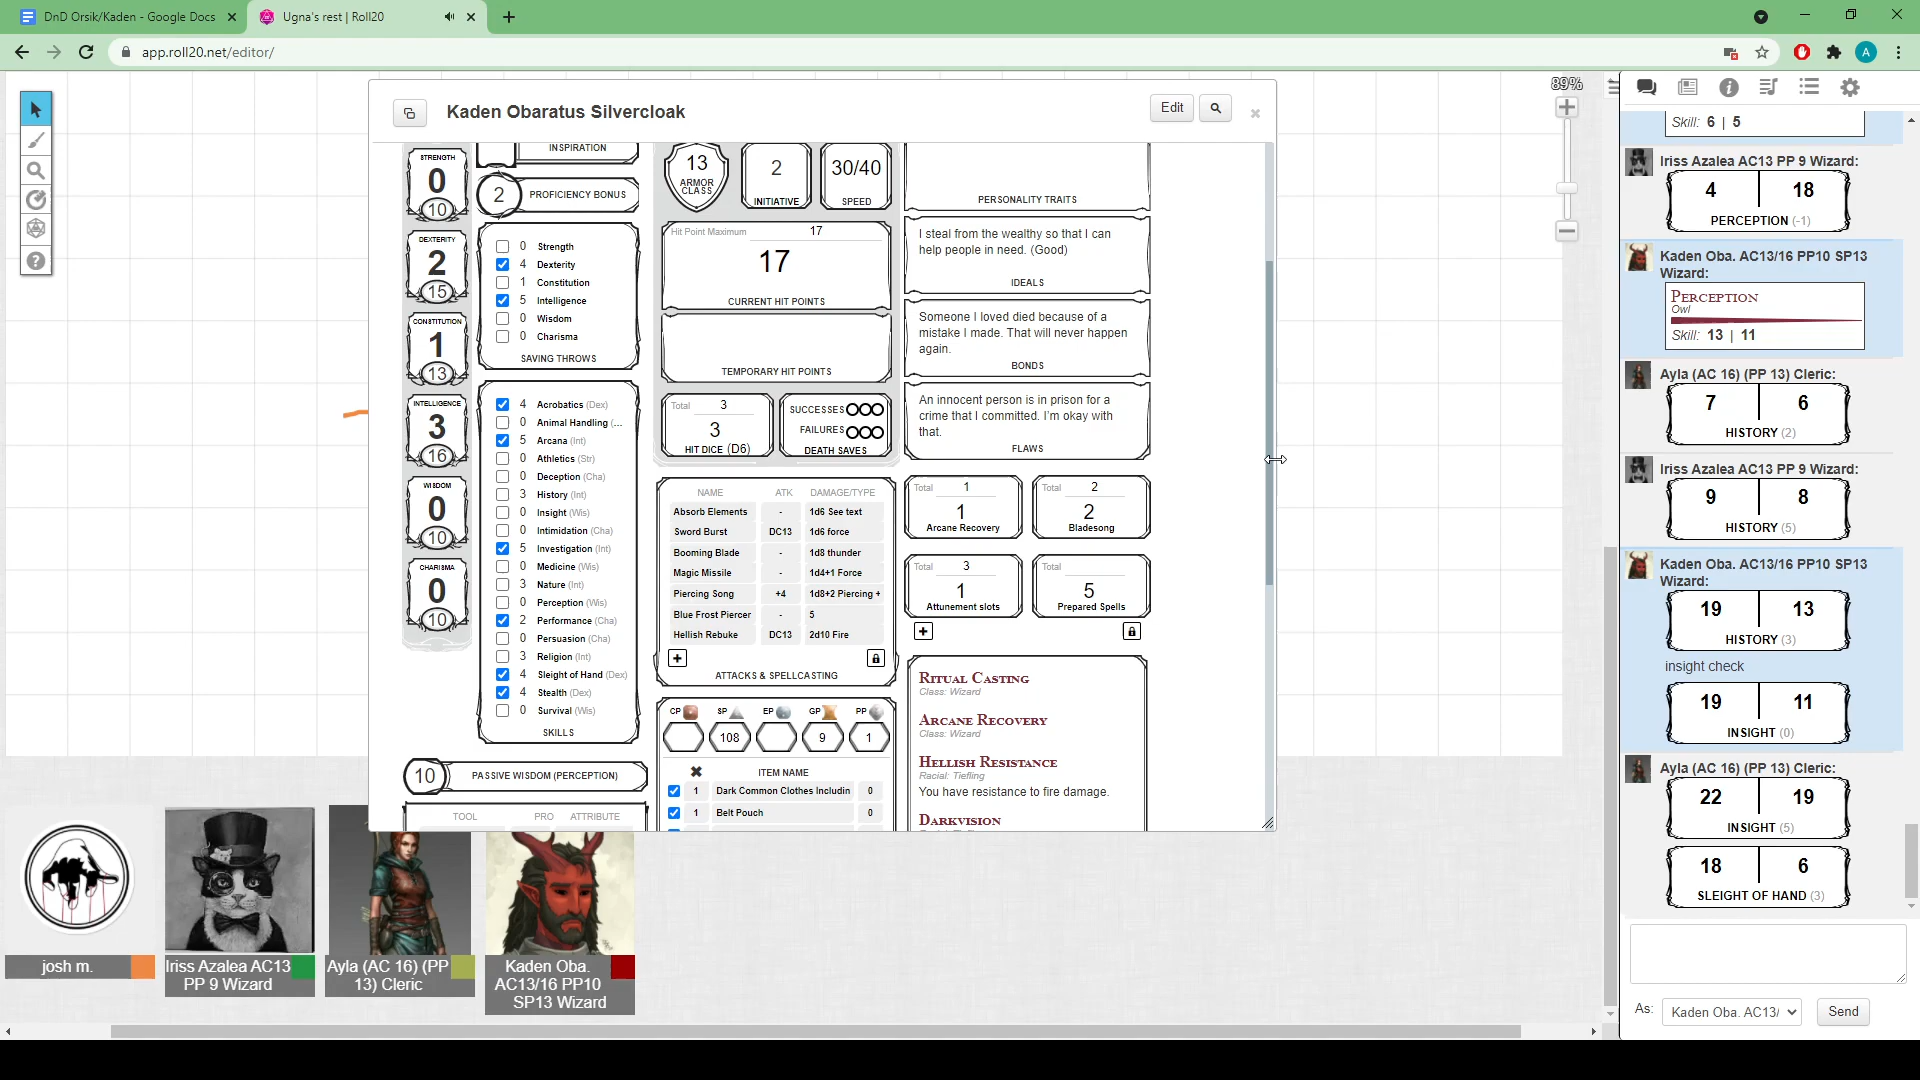 DnD Orsik/Kaden - Google Docs
Ugna's rest | Roll20
app.roll20.net/editor/
A
89%
Kaden Obaratus Silvercloak
Edit
STRENGTH
0
10
DEXTERITY
2
15
CONSTITUTION
1
13
INTELLIGENCE
3
16
WISDOM
0
10
CHARISMA
0
10
INSPIRATION
2 PROFICIENCY BONUS
0 Strength
4 Dexterity
1 Constitution
5 Intelligence
0 Wisdom
0 Charisma
SAVING THROWS
4 Acrobatics (Dex)
0 Animal Handling (...
5 Arcana (Int)
0 Athletics (Str)
0 Deception (Cha)
3 History (Int)
0 Insight (Wis)
0 Intimidation (Cha)
5 Investigation (Int)
0 Medicine (Wis)
3 Nature (Int)
0 Perception (Wis)
2 Performance (Cha)
0 Persuasion (Cha)
3 Religion (Int)
4 Sleight of Hand (Dex)
4 Stealth (Dex)
0 Survival (Wis)
SKILLS
10 PASSIVE WISDOM (PERCEPTION)
TOOL PRO ATTRIBUTE
13
ARMOR
CLASS
2
INITIATIVE
30/40
SPEED
Hit Point Maximum 17
17
CURRENT HIT POINTS
TEMPORARY HIT POINTS
Total 3
3
HIT DICE (D6)
SUCCESSES
FAILURES
DEATH SAVES
NAME ATK DAMAGE/TYPE
Absorb Elements - 1d6 See text
Sword Burst DC13 1d6 force
Booming Blade - 1d8 thunder
Magic Missile - 1d4+1 Force
Piercing Song +4 1d8+2 Piercing +
Blue Frost Piercer - 5
Hellish Rebuke DC13 2d10 Fire
ATTACKS & SPELLCASTING
CP SP EP GP PP
108 9 1
ITEM NAME
1 Dark Common Clothes Includin 0
1 Belt Pouch 0
PERSONALITY TRAITS
I steal from the wealthy so that I can
help people in need. (Good)
IDEALS
Someone I loved died because of a
mistake I made. That will never happen
again.
BONDS
An innocent person is in prison for a
crime that I committed. I'm okay with
that.
FLAWS
Total 1
1
Arcane Recovery
Total 2
2
Bladesong
Total 3
1
Attunement slots
Total
5
Prepared Spells
RITUAL CASTING
Class: Wizard
ARCANE RECOVERY
Class: Wizard
HELLISH RESISTANCE
Racial: Tiefling
You have resistance to fire damage.
DARKVISION
josh m.
Iriss Azalea AC13
PP 9 Wizard
Ayla (AC 16) (PP
13) Cleric
Kaden Oba.
AC13/16 PP10
SP13 Wizard
Skill: 6 | 5
Iriss Azalea AC13 PP 9 Wizard:
4 18
PERCEPTION (-1)
Kaden Oba. AC13/16 PP10 SP13
Wizard:
PERCEPTION
Owl
Skill: 13 | 11
Ayla (AC 16) (PP 13) Cleric:
7 6
HISTORY (2)
Iriss Azalea AC13 PP 9 Wizard:
9 8
HISTORY (5)
Kaden Oba. AC13/16 PP10 SP13
Wizard:
19 13
HISTORY (3)
insight check
19 11
INSIGHT (0)
Ayla (AC 16) (PP 13) Cleric:
22 19
INSIGHT (5)
18 6
SLEIGHT OF HAND (3)
As: Kaden Oba. AC13/ Send